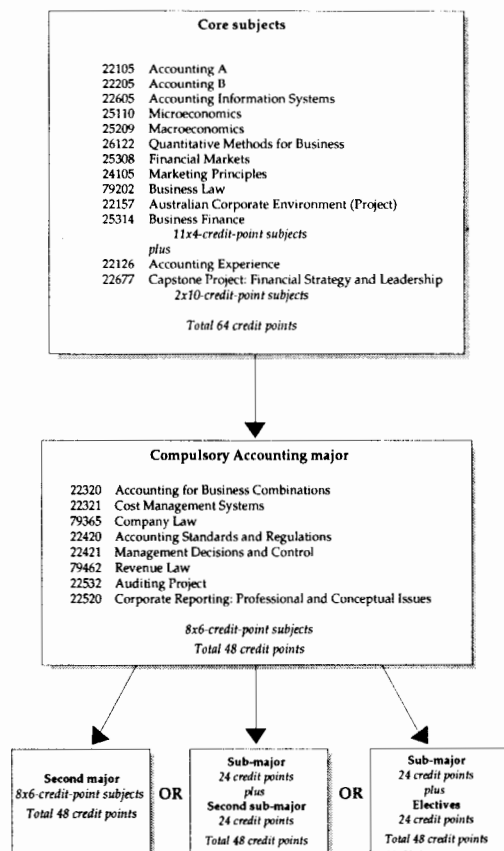 Core subjects
22105 Accounting A
22205 Accounting B
22605 Accounting Information Systems
25110 Microeconomics
25209 Macroeconomics
26122 Quantitative Methods for Business
25308 Financial Markets
24105 Marketing Principles
79202 Business Law
22157 Australian Corporate Environment (Project)
25314 Business Finance
11x4-credit-point subjects
plus
22126 Accounting Experience
22677 Capstone Project: Financial Strategy and Leadership
2x10-credit-point subjects
Total 64 credit points
Compulsory Accounting major
22320 Accounting for Business Combinations
22321 Cost Management Systems
79365 Company Law
22420 Accounting Standards and Regulations
22421 Management Decisions and Control
79462 Revenue Law
22532 Auditing Project
22520 Corporate Reporting: Professional and Conceptual Issues
8x6-credit-point subjects
Total 48 credit points
Second major
8x6-credit-point subjects
Total 48 credit points
OR
Sub-major
24 credit points
plus
Second sub-major
24 credit points
Total 48 credit points
OR
Sub-major
24 credit points
plus
Electives
24 credit points
Total 48 credit points